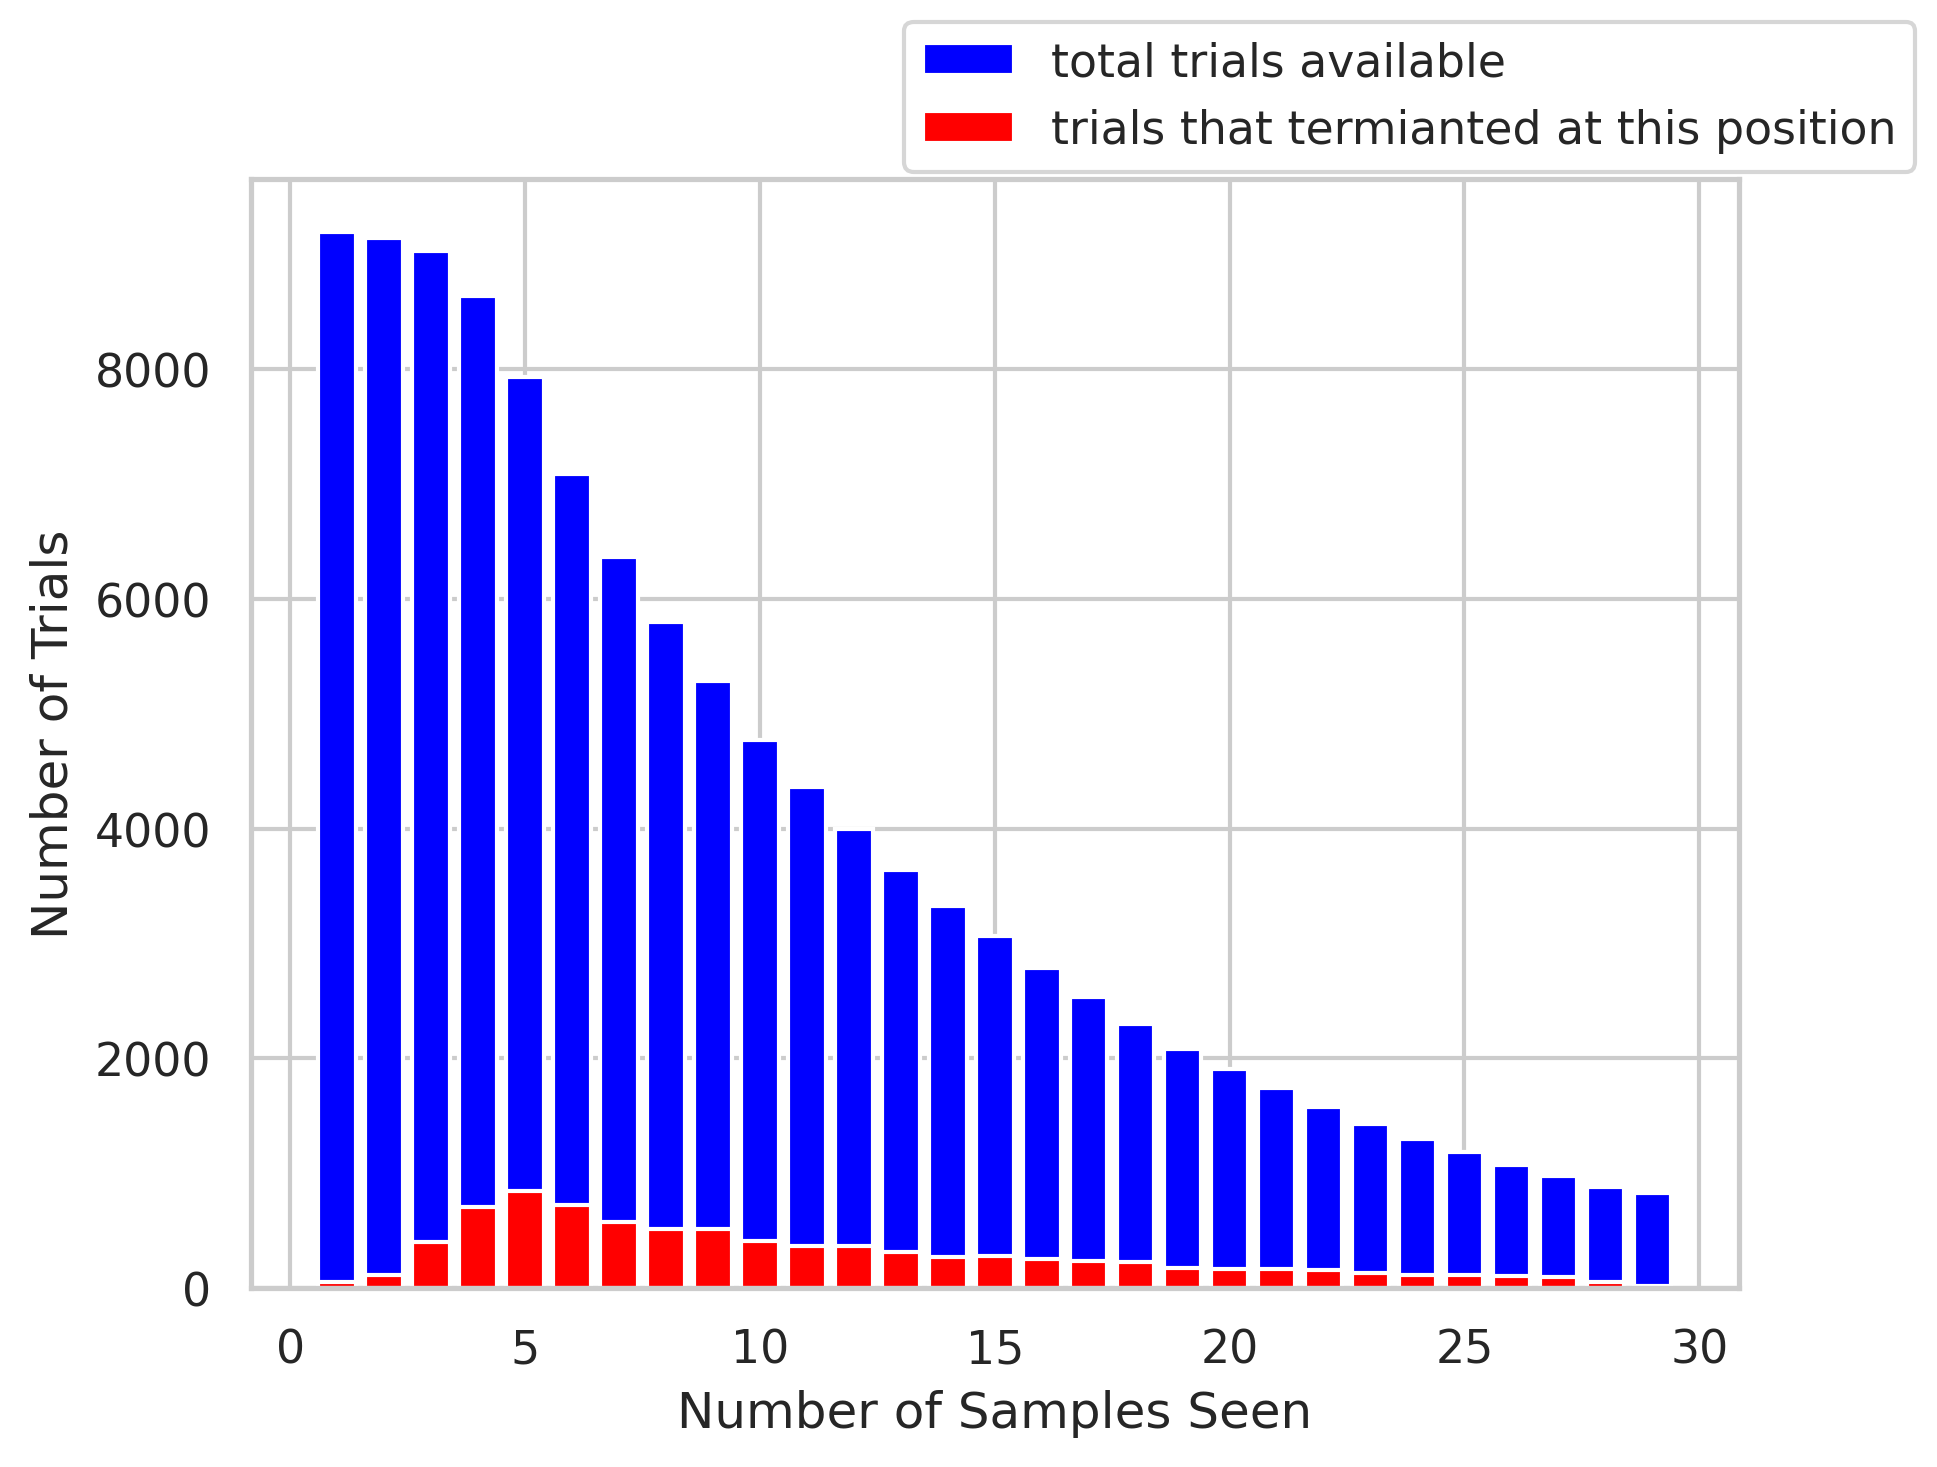 total trials available
trials that termianted at this position
Number of Trials
8000
6000
4000
2000
0
0 5 10 15 20 25 30
Number of Samples Seen